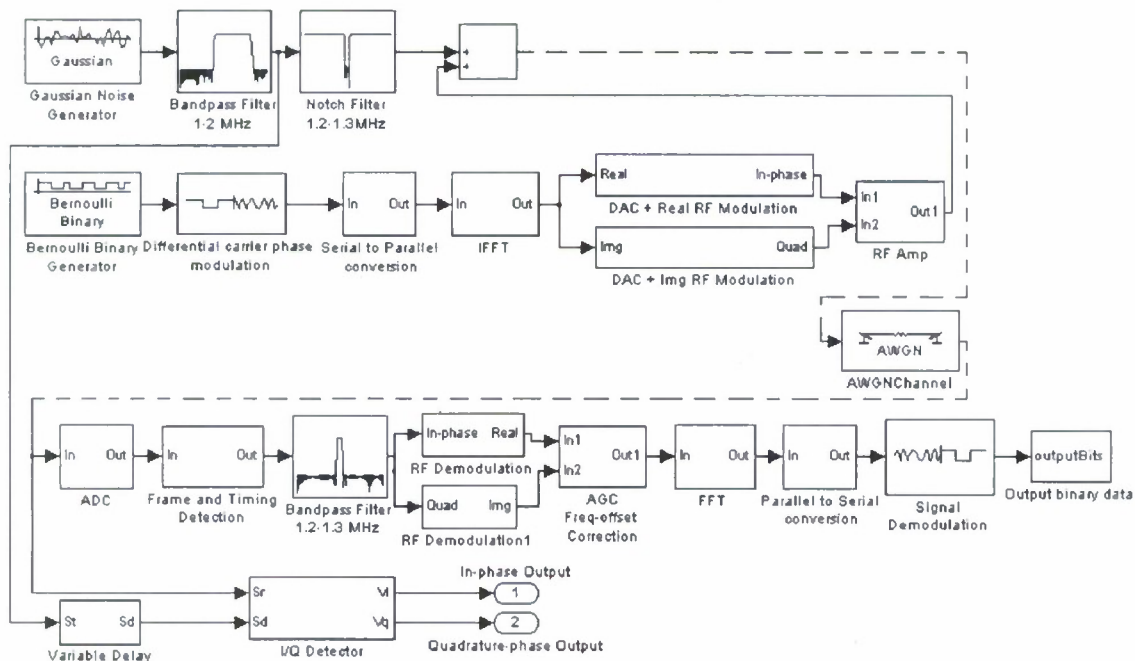 Gaussian
Gaussian Noise
Generator
Bandpass Filter
1-2 MHz
Notch Filter
1.2-1.3MHz
+
+
Bernoulli
Binary
Bernoulli Binary
Generator
Differential carrier phase
modulation
In Out
Serial to Parallel
conversion
In Out
IFFT
Real In-phase
DAC + Real RF Modulation
Img Quad
DAC + Img RF Modulation
In1
In2
Out1
RF Amp
AWGN
AWGNChannel
In Out
ADC
In Out
Frame and Timing
Detection
Bandpass Filter
1.2-1.3 MHz
In-phase Real
RF Demodulation
Quad Img
RF Demodulation1
In1
In2
Out1
AGC
Freq-offset
Correction
In Out
FFT
In Out
Parallel to Serial
conversion
Signal
Demodulation
outputBits
Output binary data
St Sd
Variable Delay
Sr VI
Sd Vq
I/Q Detector
In-phase Output
1
2
Quadrature-phase Output